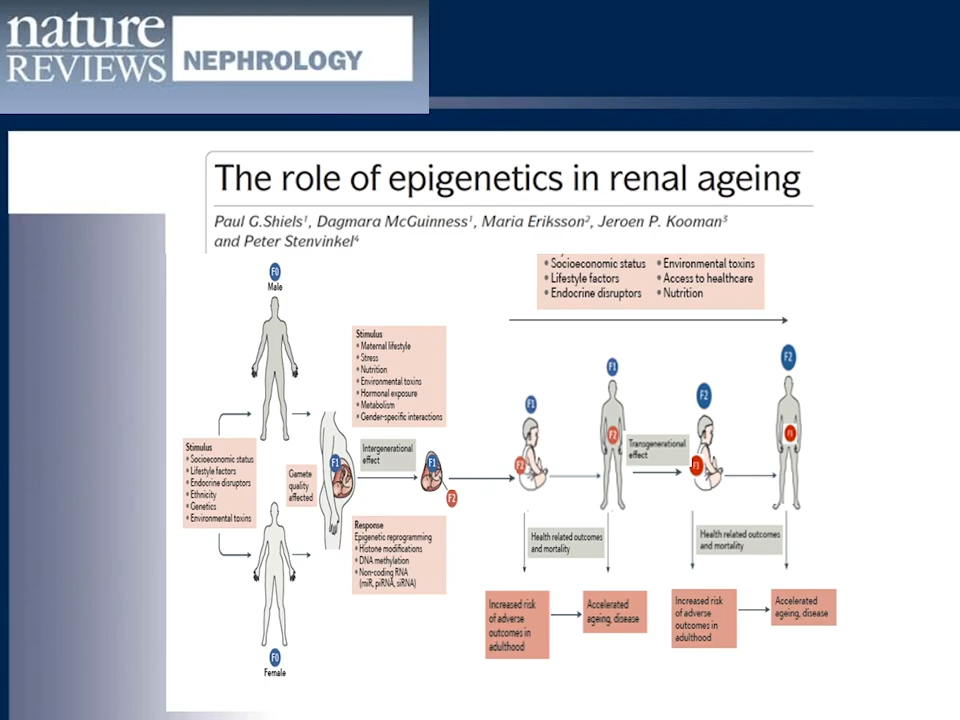 nature
REVIEWS
NEPHROLOGY
The role of epigenetics in renal ageing
Paul G.Shiels¹, Dagmara McGuinness¹, Maria Eriksson², Jeroen P. Kooman³
and Peter Stenvinkel⁴
F0
Male
Stimulus
• Socioeconomic status
• Lifestyle factors
• Endocrine disruptors
• Ethnicity
• Genetics
• Environmental toxins
F0
Female
Gamete
quality
affected
F1
Stimulus
• Maternal lifestyle
• Stress
• Nutrition
• Environmental toxins
• Hormonal exposure
• Metabolism
• Gender-specific interactions
Intergenerational
effect
Response
Epigenetic reprogramming
• Histone modifications
• DNA methylation
• Non-coding RNA
(miR, piRNA, siRNA)
F1
F2
• Socioeconomic status
• Lifestyle factors
• Endocrine disruptors
• Environmental toxins
• Access to healthcare
• Nutrition
F1
F2
F1
F2
Transgenerational
effect
F2
F3
F2
F3
Health related outcomes
and mortality
Increased risk
of adverse
outcomes in
adulthood
Accelerated
ageing, disease
Health related outcomes
and mortality
Increased risk
of adverse
outcomes in
adulthood
Accelerated
ageing, disease